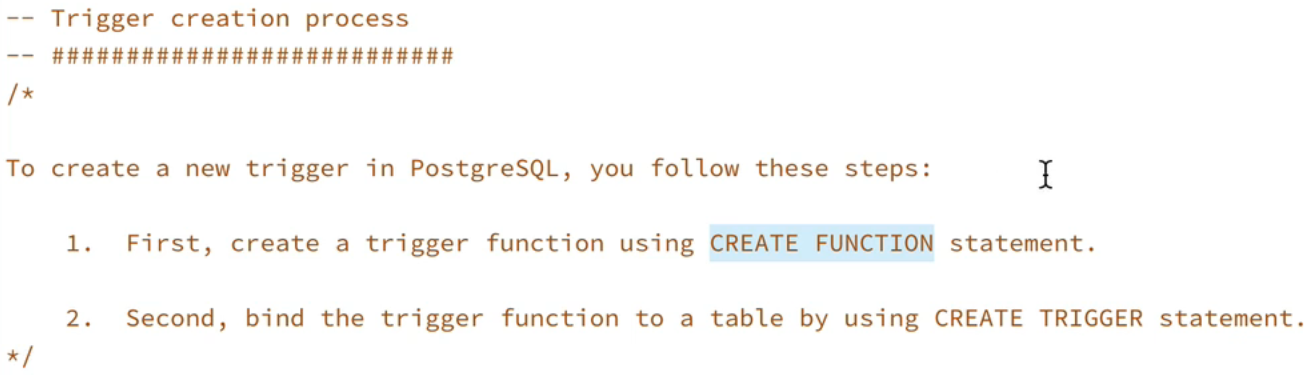 -- Trigger creation process
-- ###########################
/*
To create a new trigger in PostgreSQL, you follow these steps:
1. First, create a trigger function using CREATE FUNCTION statement.
2. Second, bind the trigger function to a table by using CREATE TRIGGER statement.
*/